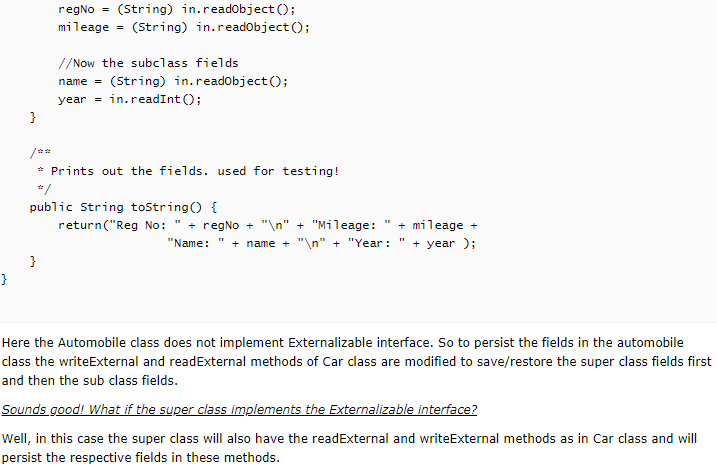 regNo = (String) in.readObject();
mileage = (String) in.readObject();
//Now the subclass fields
name = (String) in.readObject();
year = in.readInt();
}
/**
* Prints out the fields. used for testing!
*/
public String toString() {
return("Reg No: " + regNo + "\n" + "Mileage: " + mileage +
"Name: " + name + "\n" + "Year: " + year );
}
}
Here the Automobile class does not implement Externalizable interface. So to persist the fields in the automobile
class the writeExternal and readExternal methods of Car class are modified to save/restore the super class fields first
and then the sub class fields.
Sounds good! What if the super class implements the Externalizable interface?
Well, in this case the super class will also have the readExternal and writeExternal methods as in Car class and will
persist the respective fields in these methods.